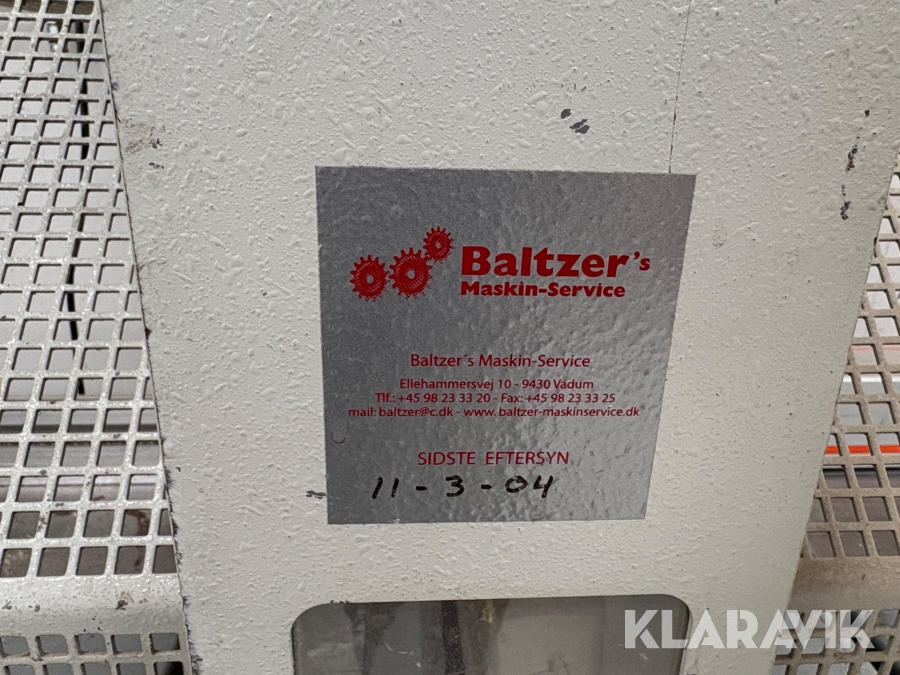 Baltzer's
Maskin-Service
Baltzer´s Maskin-Service
Ellehammersvej 10 - 9430 Vadum
Tlf.: +45 98 23 33 20 - Fax: +45 98 23 33 25
mail: baltzer@c.dk - www. baltzer-maskinservice.dk
SIDSTE EFTERSYN
11 - 3 - 04
KLARAVIK